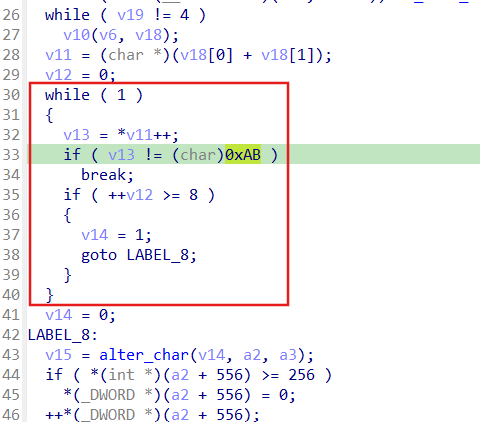 26 while ( v19 != 4 )
27 v10(v6, v18);
28 v11 = (char *)(v18[0] + v18[1]);
29 v12 = 0;
30 while ( 1 )
31 {
32 v13 = *v11++;
33 if ( v13 != (char)0xAB )
34 break;
35 if ( ++v12 >= 8 )
36 {
37 v14 = 1;
38 goto LABEL_8;
39 }
40 }
41 v14 = 0;
42 LABEL_8:
43 v15 = alter_char(v14, a2, a3);
44 if ( *(int *)(a2 + 556) >= 256 )
45 *(_DWORD *)(a2 + 556) = 0;
46 ++*(_DWORD *)(a2 + 556);